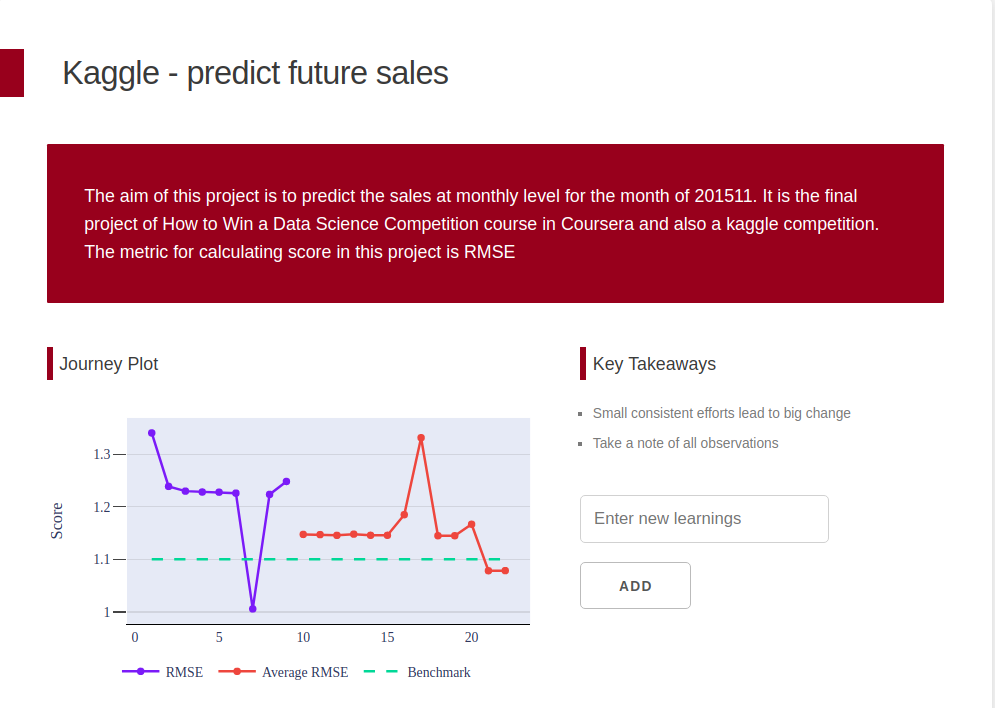 Kaggle - predict future sales
The aim of this project is to predict the sales at monthly level for the month of 201511. It is the final
project of How to Win a Data Science Competition course in Coursera and also a kaggle competition.
The metric for calculating score in this project is RMSE
Journey Plot
Score
1.3
1.2
1.1
1
0 5 10 15 20
RMSE Average RMSE Benchmark
Key Takeaways
Small consistent efforts lead to big change
Take a note of all observations
Enter new learnings
ADD